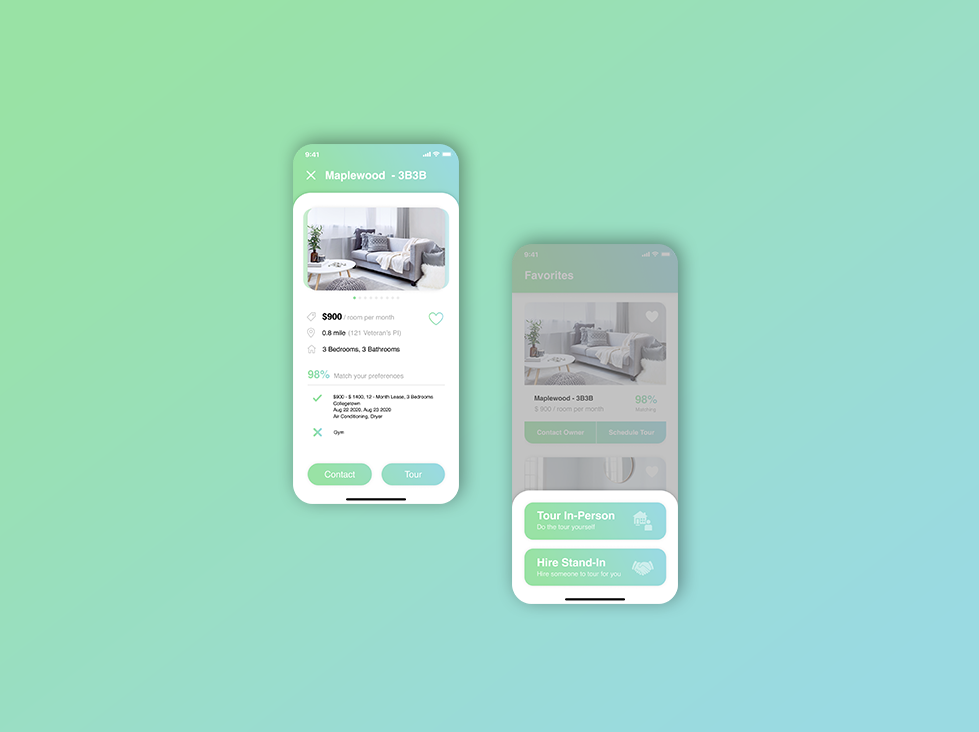 9:41
Maplewood - 3B3B
$900 / room per month
0.8 mile (121 Veteran's Pl)
3 Bedrooms, 3 Bathrooms
98% Match your preferences
$900 - $ 1400, 12 - Month Lease, 3 Bedrooms
Collegetown
Aug 22 2020, Aug 23 2020
Air Conditioning, Dryer
Gym
Contact Tour
9:41
Favorites
Maplewood - 3B3B 98%
$ 900 / room per month Matching
Contact Owner Schedule Tour
Tour In-Person
Do the tour yourself
Hire Stand-In
Hire someone to tour for you